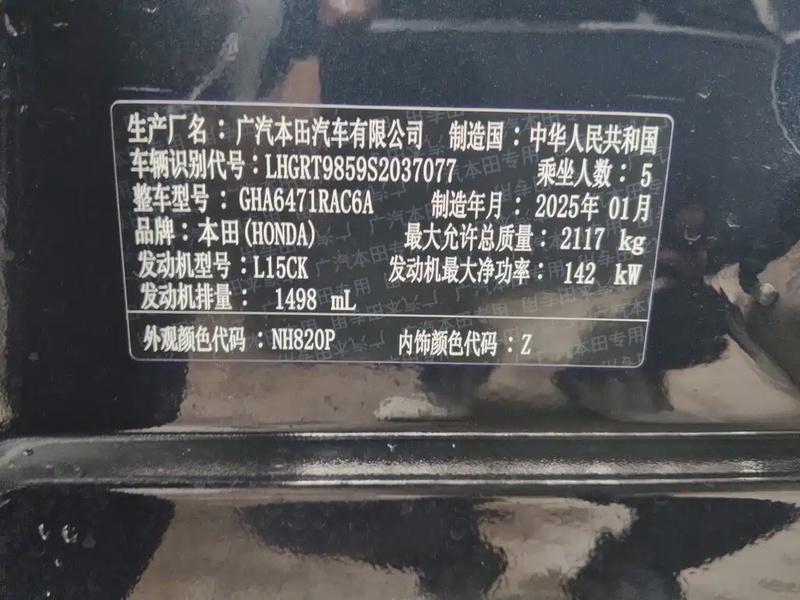 生产厂名：广汽本田汽车有限公司 制造国：中华人民共和国
车辆识别代号：LHGRT9859S2037077 乘坐人数：5
整车型号：GHA6471RAC6A 制造年月：2025年 01月
品牌：本田(HONDA) 最大允许总质量：2117 kg
发动机型号：L15CK 发动机最大净功率：142 kW
发动机排量：1498 mL
外观颜色代码：NH820P 内饰颜色代码：Z